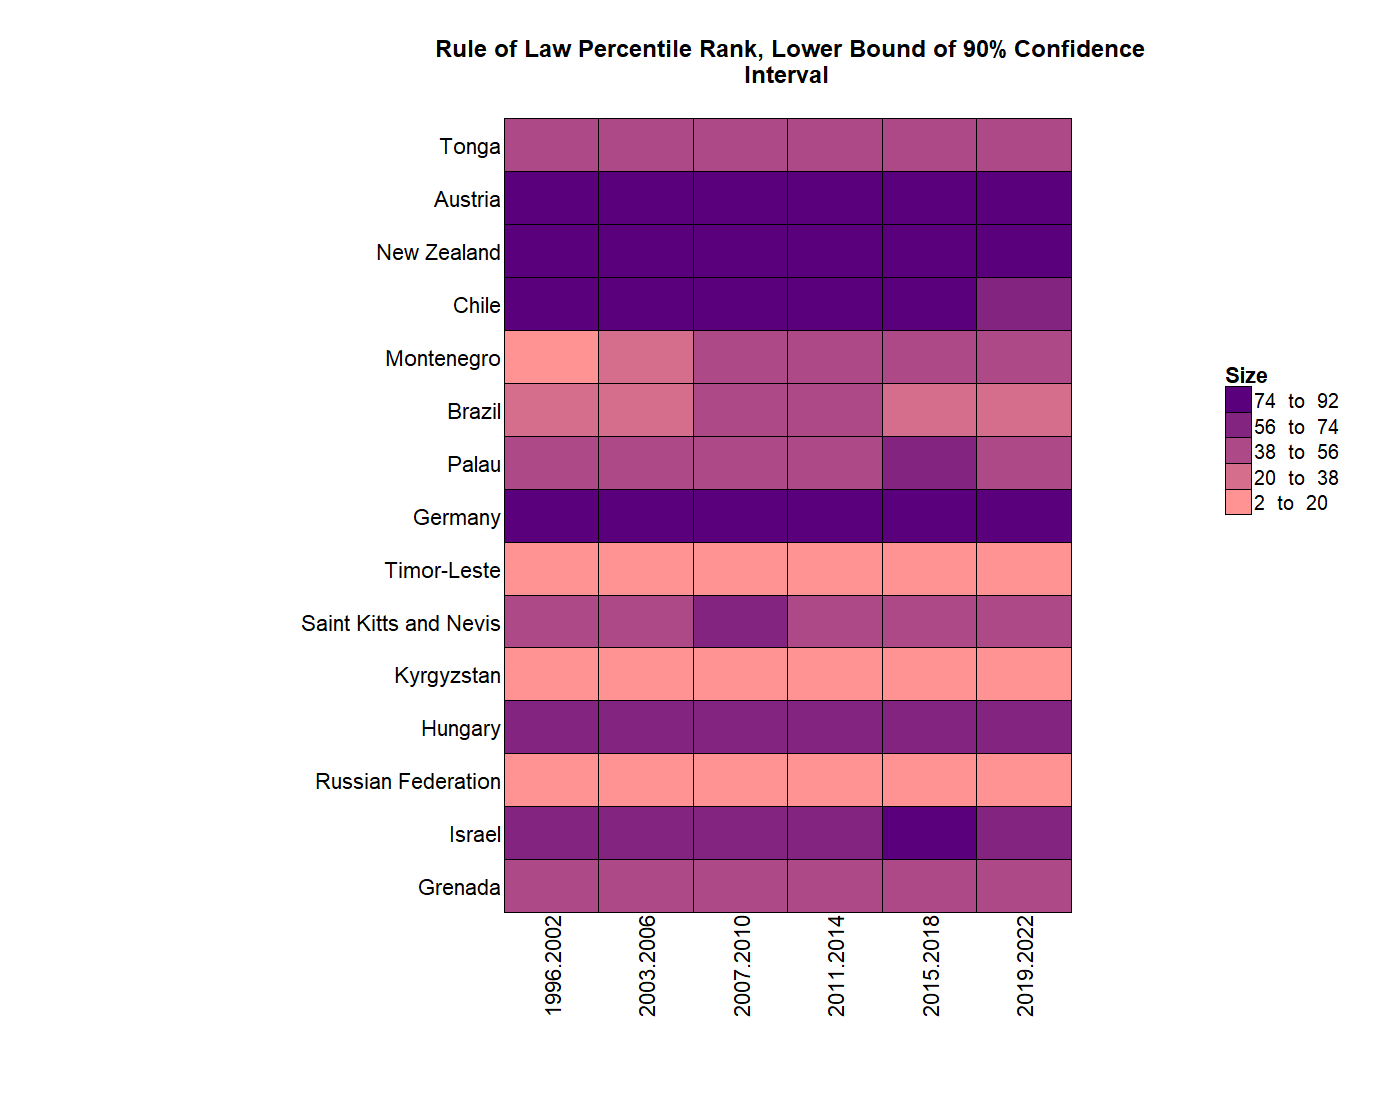 Rule of Law Percentile Rank, Lower Bound of 90% Confidence
Interval
Tonga
Austria
New Zealand
Chile
Montenegro
Brazil
Palau
Germany
Timor-Leste
Saint Kitts and Nevis
Kyrgyzstan
Hungary
Russian Federation
Israel
Grenada
1996.2002
2003.2006
2007.2010
2011.2014
2015.2018
2019.2022
Size
74 to 92
56 to 74
38 to 56
20 to 38
2 to 20